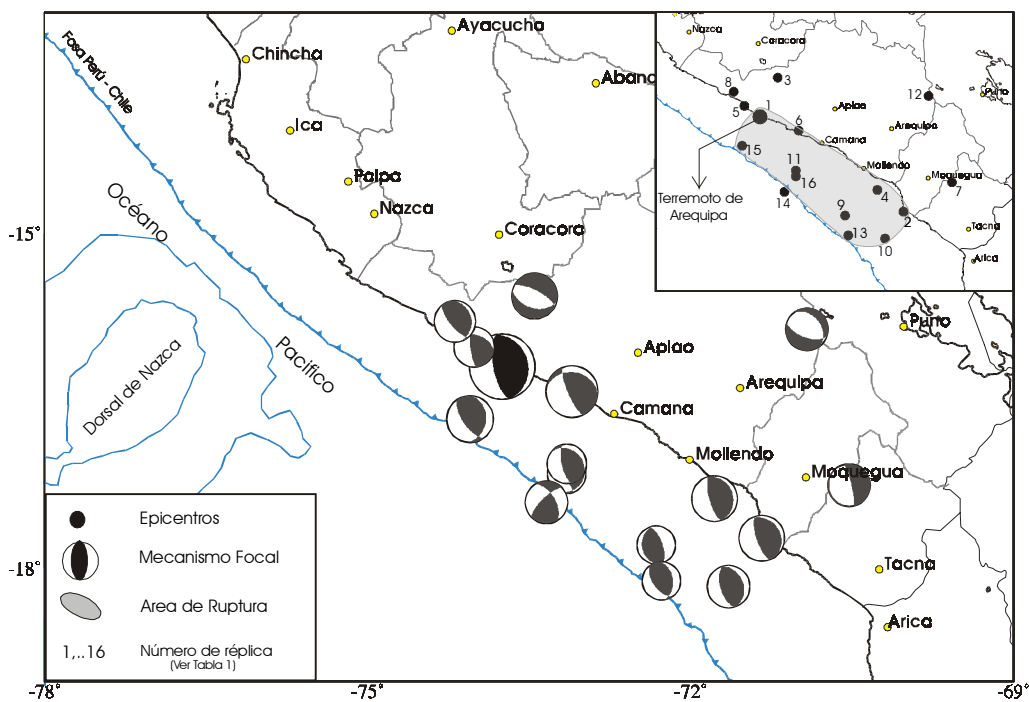 Ayacucha
Chincha
Abanc
Fosa Perú - Chile
Ica
Palpa
Nazca
Coracora
Océano
Pacífico
Dorsal de Nazca
-15°
-18°
Aplao
Arequipa
Camana
Mollendo
Moquegua
Puno
Tacna
Arica
Nazca
Caracora
8
3
12
Puno
5
1
Aplao
6
Camana
Arequipa
15
11
Mollendo
Moquegua
16
7
14
4
Terremoto de
Arequipa
9
2
13
10
Tacna
Arica
Epicentros
Mecanismo Focal
Area de Ruptura
1,..16
Número de réplica
(Ver Tabla 1)
-78°
-75°
-72°
-69°